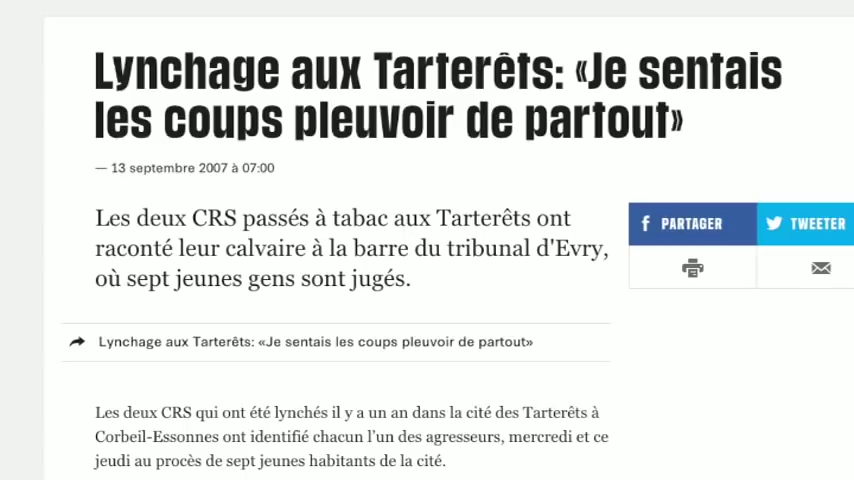 Lynchage aux Tarterêts: «Je sentais
les coups pleuvoir de partout»
— 13 septembre 2007 à 07:00
Les deux CRS passés à tabac aux Tarterêts ont
raconté leur calvaire à la barre du tribunal d'Evry,
où sept jeunes gens sont jugés.
f PARTAGER
TWEETER
Lynchage aux Tarterêts: «Je sentais les coups pleuvoir de partout»
Les deux CRS qui ont été lynchés il y a un an dans la cité des Tarterêts à
Corbeil-Essonnes ont identifié chacun l'un des agresseurs, mercredi et ce
jeudi au procès de sept jeunes habitants de la cité.